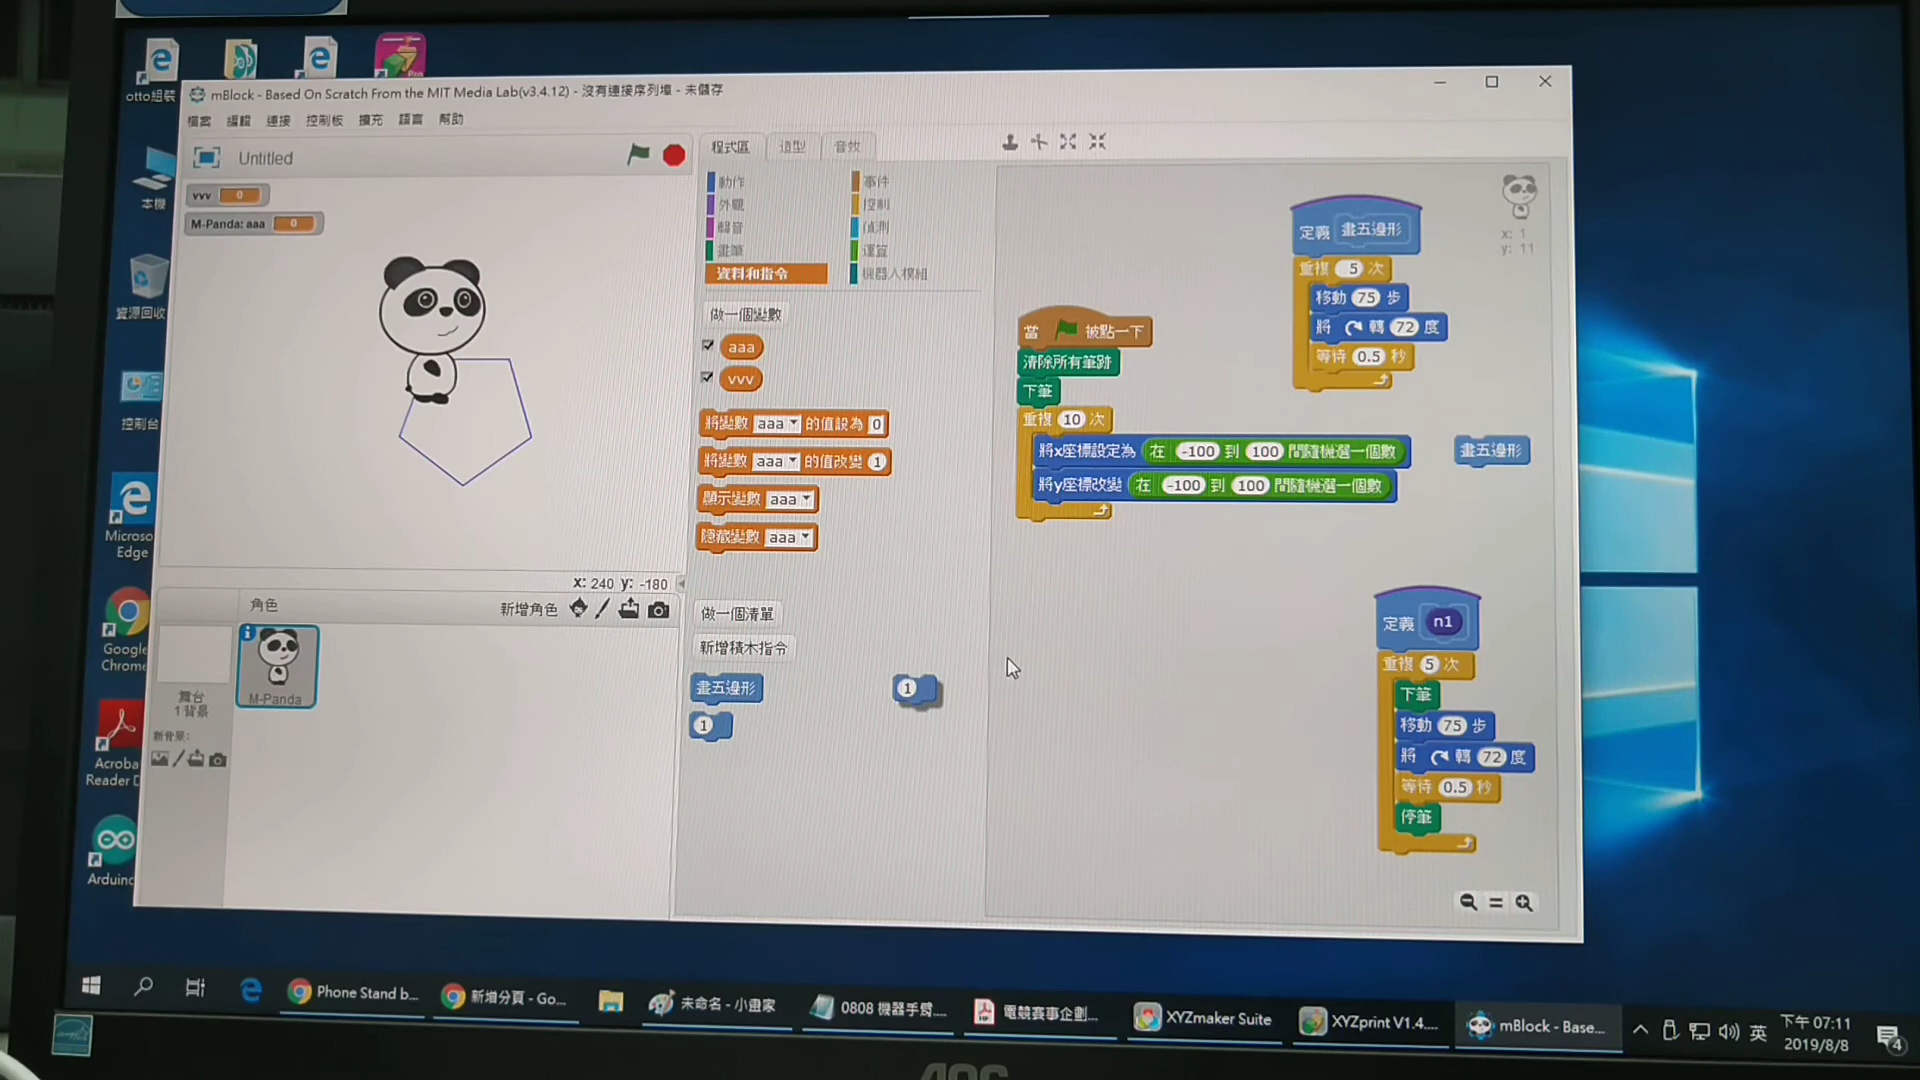 otto組裝
本機
資源回收
控制台
Microso
Edge
Google
Chrome
Acroba
Reader D
Arduino
mBlock - Based On Scratch From the MIT Media Lab(v3.4.12) - 沒有連接序列埠 - 未儲存
檔案 編輯 連接 控制板 擴充 語言 幫助
Untitled
vvv 0
M-Panda: aaa 0
x: 240 y: -180
角色
新增角色
M-Panda
舞台
1 背景
新背景:
程式區 造型 音效
動作 事件
外觀 控制
聲音 偵測
畫筆 運算
資料和指令 機器人模組
做一個變數
aaa
vvv
將變數 aaa 的值設為 0
將變數 aaa 的值改變 1
顯示變數 aaa
隱藏變數 aaa
做一個清單
新增積木指令
畫五邊形
1
1
x: 1
y: 11
定義 畫五邊形
重複 5 次
移動 75 步
將 轉 72 度
等待 0.5 秒
當 被點一下
清除所有筆跡
下筆
重複 10 次
將x座標設定為 在 -100 到 100 間隨機選一個數
將y座標改變 在 -100 到 100 間隨機選一個數
畫五邊形
定義 n1
重複 5 次
下筆
移動 75 步
將 轉 72 度
等待 0.5 秒
停筆
Phone Stand b...
新增分頁 - Go...
未命名 - 小畫家
0808 機器手臂...
電競賽事企劃...
XYZmaker Suite
XYZprint V1.4....
mBlock - Base...
英
下午 07:11
2019/8/8
4
AOC